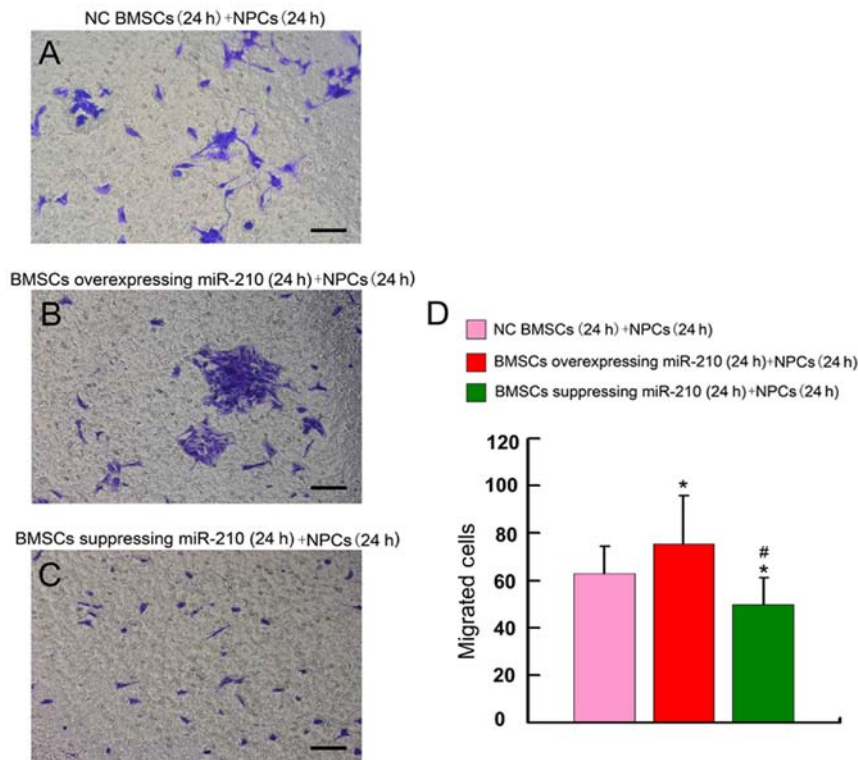 NC BMSCs (24 h) +NPCs (24 h)
A
BMSCs overexpressing miR-210 (24 h) +NPCs (24 h)
B
BMSCs suppressing miR-210 (24 h) +NPCs (24 h)
C
D
NC BMSCs (24 h) +NPCs (24 h)
BMSCs overexpressing miR-210 (24 h) +NPCs (24 h)
BMSCs suppressing miR-210 (24 h) +NPCs (24 h)
Migrated cells
120
100
80
60
40
20
0
*
#
*